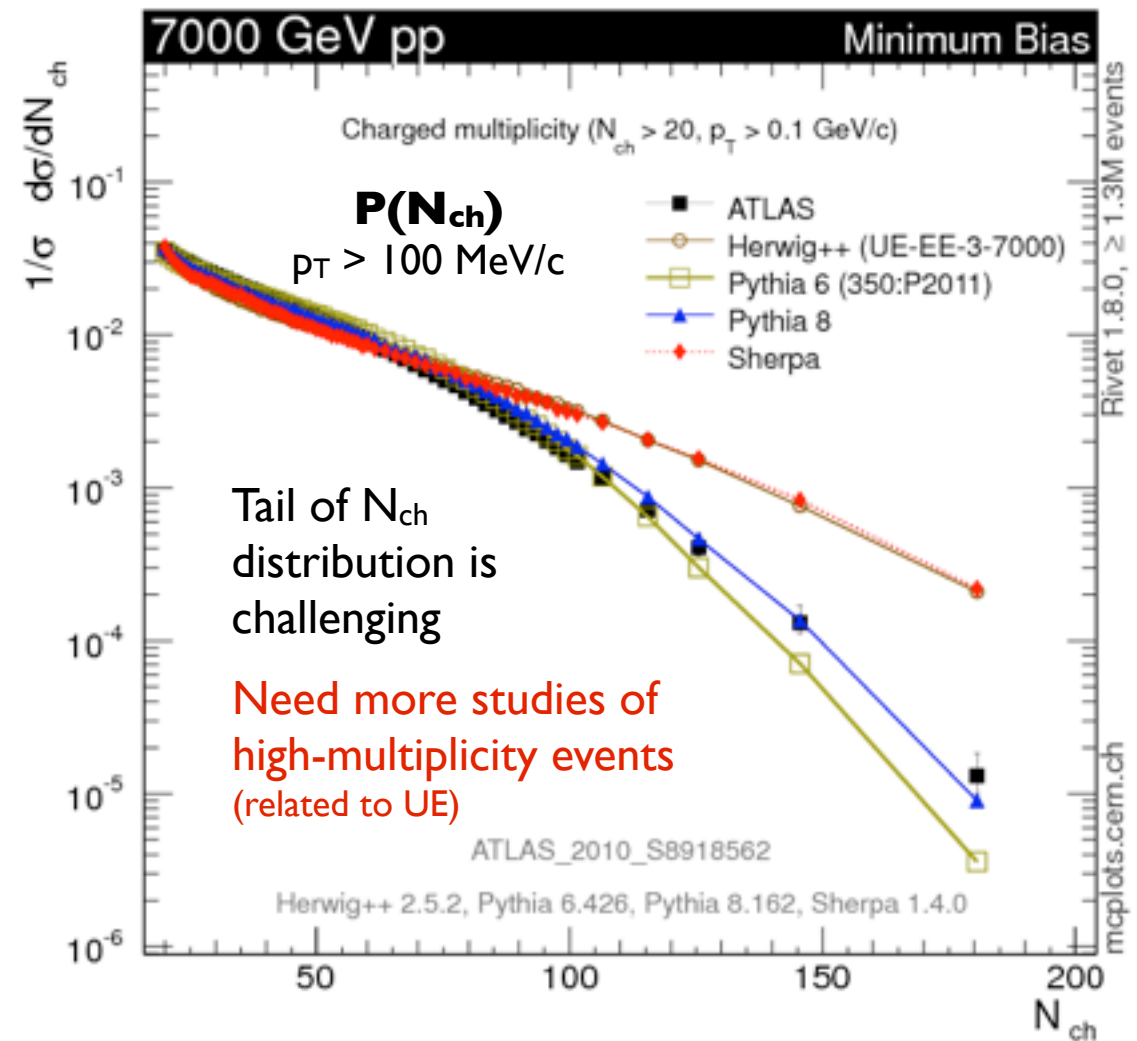 7000 GeV pp Minimum Bias
1/σ dσ/dN_ch
Charged multiplicity (N_ch > 20, p_T > 0.1 GeV/c)
P(Nch)
pT > 100 MeV/c
ATLAS
Herwig++ (UE-EE-3-7000)
Pythia 6 (350:P2011)
Pythia 8
Sherpa
10^-1
10^-2
10^-3
10^-4
10^-5
10^-6
Tail of Nch
distribution is
challenging
Need more studies of
high-multiplicity events
(related to UE)
ATLAS_2010_S8918562
Herwig++ 2.5.2, Pythia 6.426, Pythia 8.162, Sherpa 1.4.0
50 100 150 200
N_ch
Rivet 1.8.0, ≥ 1.3M events
mcplots.cern.ch